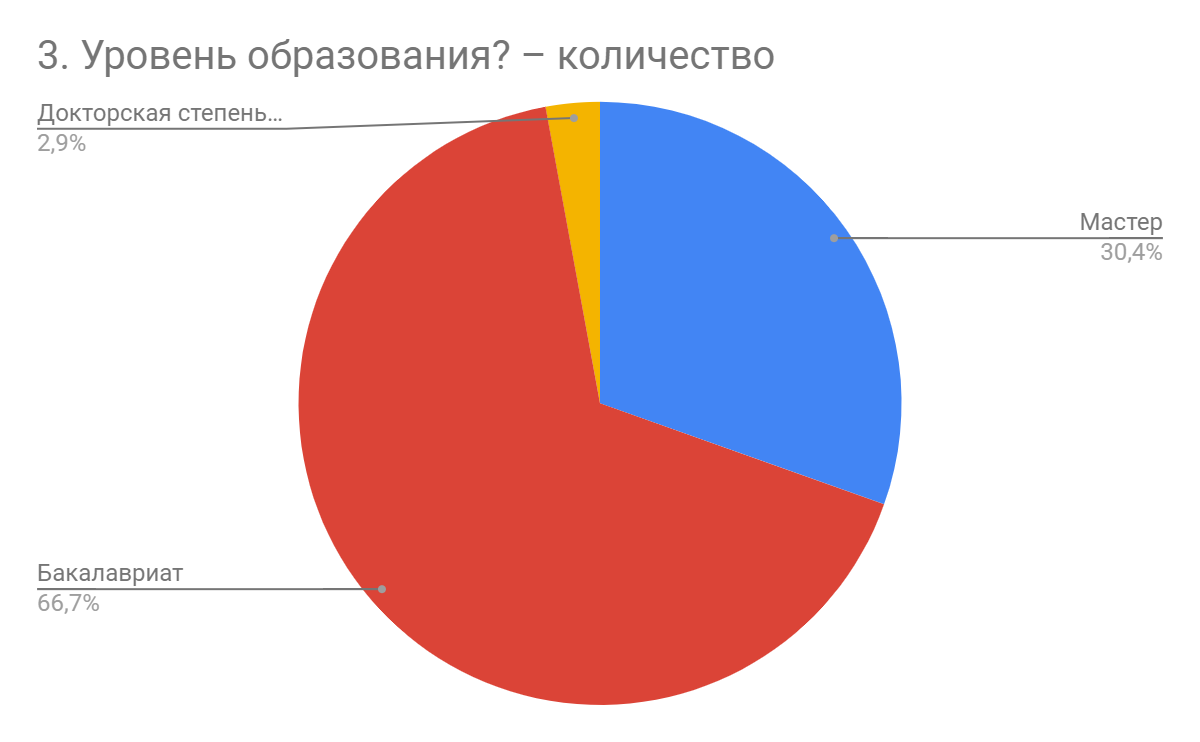 3. Уровень образования? – количество
Докторская степень…
2,9%
Мастер
30,4%
Бакалавриат
66,7%